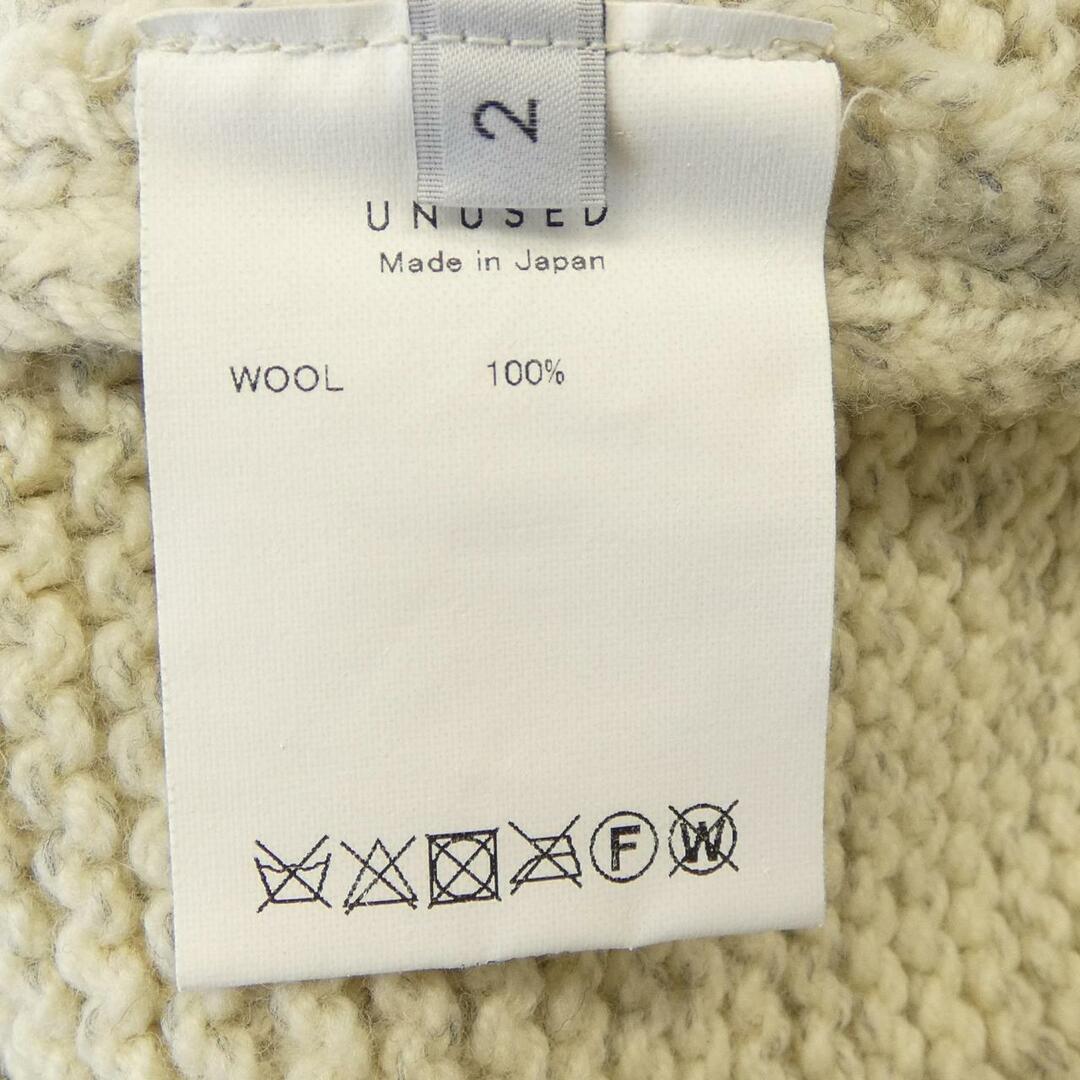 2
UNUSED
Made in Japan
WOOL 100%
F W